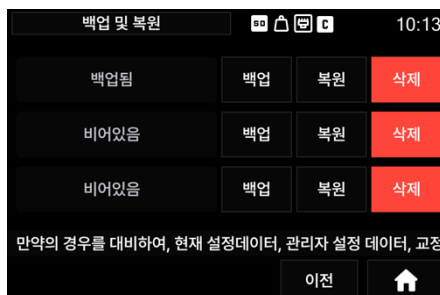 백업 및 복원 SD C 10:13
백업됨 백업 복원 삭제
비어있음 백업 복원 삭제
비어있음 백업 복원 삭제
만약의 경우를 대비하여, 현재 설정데이터, 관리자 설정 데이터, 교정
이전